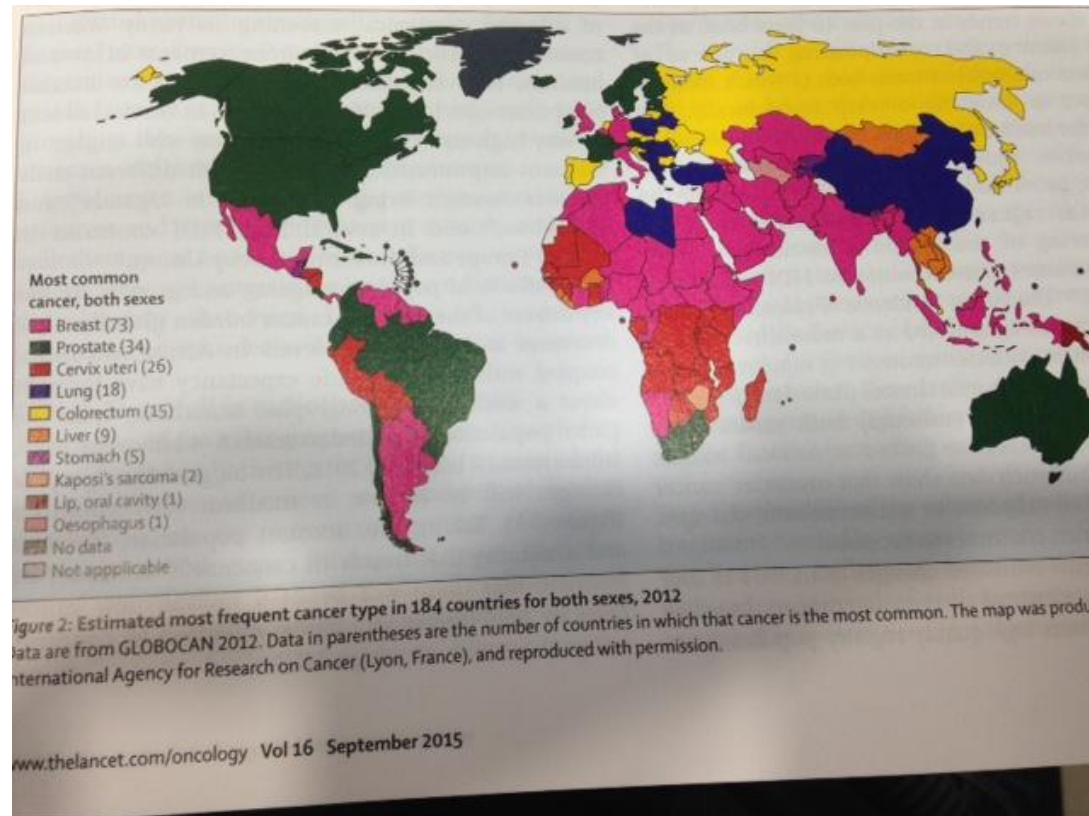 Most common
cancer, both sexes
Breast (73)
Prostate (34)
Cervix uteri (26)
Lung (18)
Colorectum (15)
Liver (9)
Stomach (5)
Kaposi's sarcoma (2)
Lip, oral cavity (1)
Oesophagus (1)
No data
Not appplicable
igure 2: Estimated most frequent cancer type in 184 countries for both sexes, 2012
Data are from GLOBOCAN 2012. Data in parentheses are the number of countries in which that cancer is the most common. The map was produ
nternational Agency for Research on Cancer (Lyon, France), and reproduced with permission.
www.thelancet.com/oncology Vol 16 September 2015